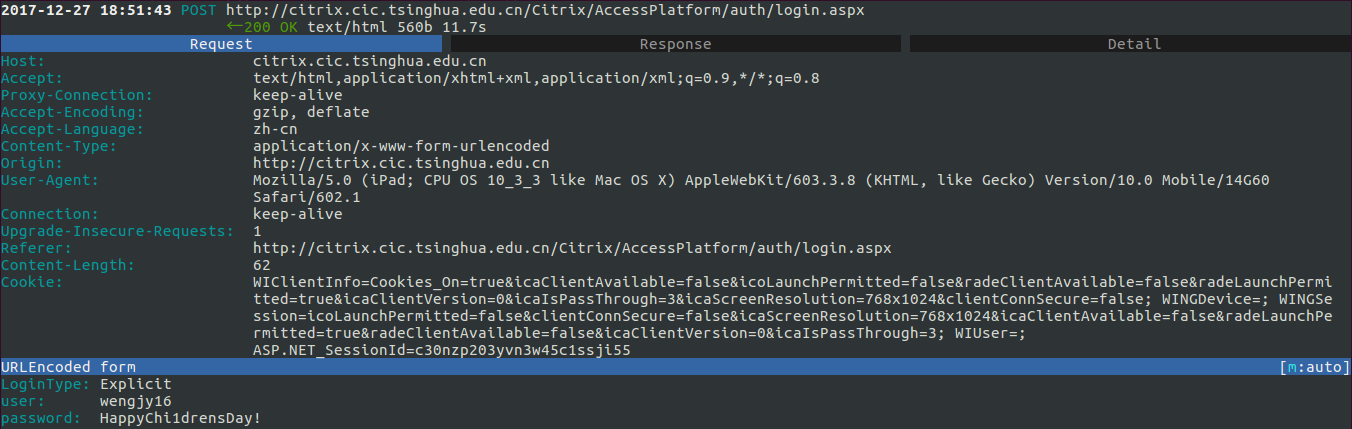 2017-12-27 18:51:43 POST http://citrix.cic.tsinghua.edu.cn/Citrix/AccessPlatform/auth/login.aspx
←200 OK text/html 560b 11.7s
Request Response Detail
Host: citrix.cic.tsinghua.edu.cn
Accept: text/html,application/xhtml+xml,application/xml;q=0.9,*/*;q=0.8
Proxy-Connection: keep-alive
Accept-Encoding: gzip, deflate
Accept-Language: zh-cn
Content-Type: application/x-www-form-urlencoded
Origin: http://citrix.cic.tsinghua.edu.cn
User-Agent: Mozilla/5.0 (iPad; CPU OS 10_3_3 like Mac OS X) AppleWebKit/603.3.8 (KHTML, like Gecko) Version/10.0 Mobile/14G60
Safari/602.1
Connection: keep-alive
Upgrade-Insecure-Requests: 1
Referer: http://citrix.cic.tsinghua.edu.cn/Citrix/AccessPlatform/auth/login.aspx
Content-Length: 62
Cookie: WIClientInfo=Cookies_On=true&icaClientAvailable=false&icoLaunchPermitted=false&radeClientAvailable=false&radeLaunchPermi
tted=true&icaClientVersion=0&icaIsPassThrough=3&icaScreenResolution=768x1024&clientConnSecure=false; WINGDevice=; WINGSe
ssion=icoLaunchPermitted=false&clientConnSecure=false&icaScreenResolution=768x1024&icaClientAvailable=false&radeLaunchPe
rmitted=true&radeClientAvailable=false&icaClientVersion=0&icaIsPassThrough=3; WIUser=;
ASP.NET_SessionId=c30nzp203yvn3w45c1ssji55
URLEncoded form [m:auto]
LoginType: Explicit
user: wengjy16
password: HappyChi1drensDay!